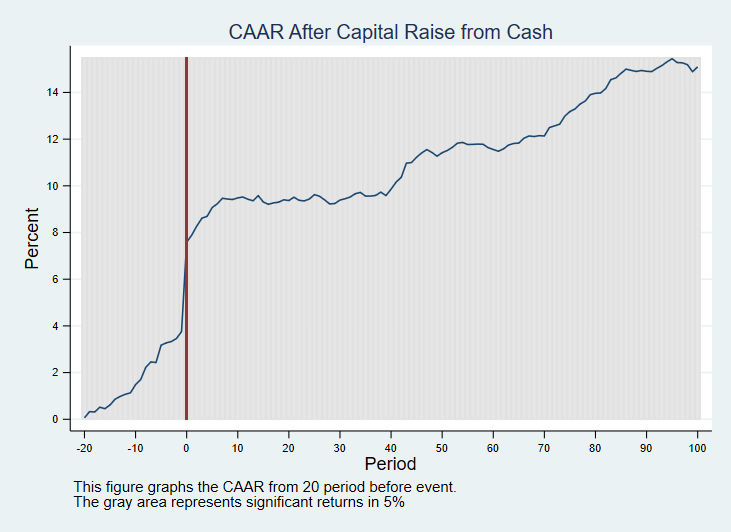 CAAR After Capital Raise from Cash
Percent
14
12
10
8
6
4
2
0
-20 -10 0 10 20 30 40 50 60 70 80 90 100
Period
This figure graphs the CAAR from 20 period before event.
The gray area represents significant returns in 5%